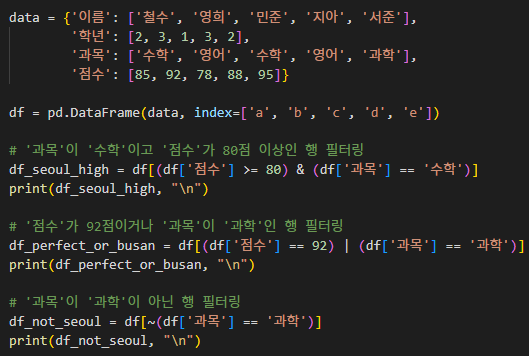 data = {'이름': ['철수', '영희', '민준', '지아', '서준'],
'학년': [2, 3, 1, 3, 2],
'과목': ['수학', '영어', '수학', '영어', '과학'],
'점수': [85, 92, 78, 88, 95]}
df = pd.DataFrame(data, index=['a', 'b', 'c', 'd', 'e'])
# '과목'이 '수학'이고 '점수'가 80점 이상인 행 필터링
df_seoul_high = df[(df['점수'] >= 80) & (df['과목'] == '수학')]
print(df_seoul_high, "\n")
# '점수'가 92점이거나 '과목'이 '과학'인 행 필터링
df_perfect_or_busan = df[(df['점수'] == 92) | (df['과목'] == '과학')]
print(df_perfect_or_busan, "\n")
# '과목'이 '과학'이 아닌 행 필터링
df_not_seoul = df[~(df['과목'] == '과학')]
print(df_not_seoul, "\n")